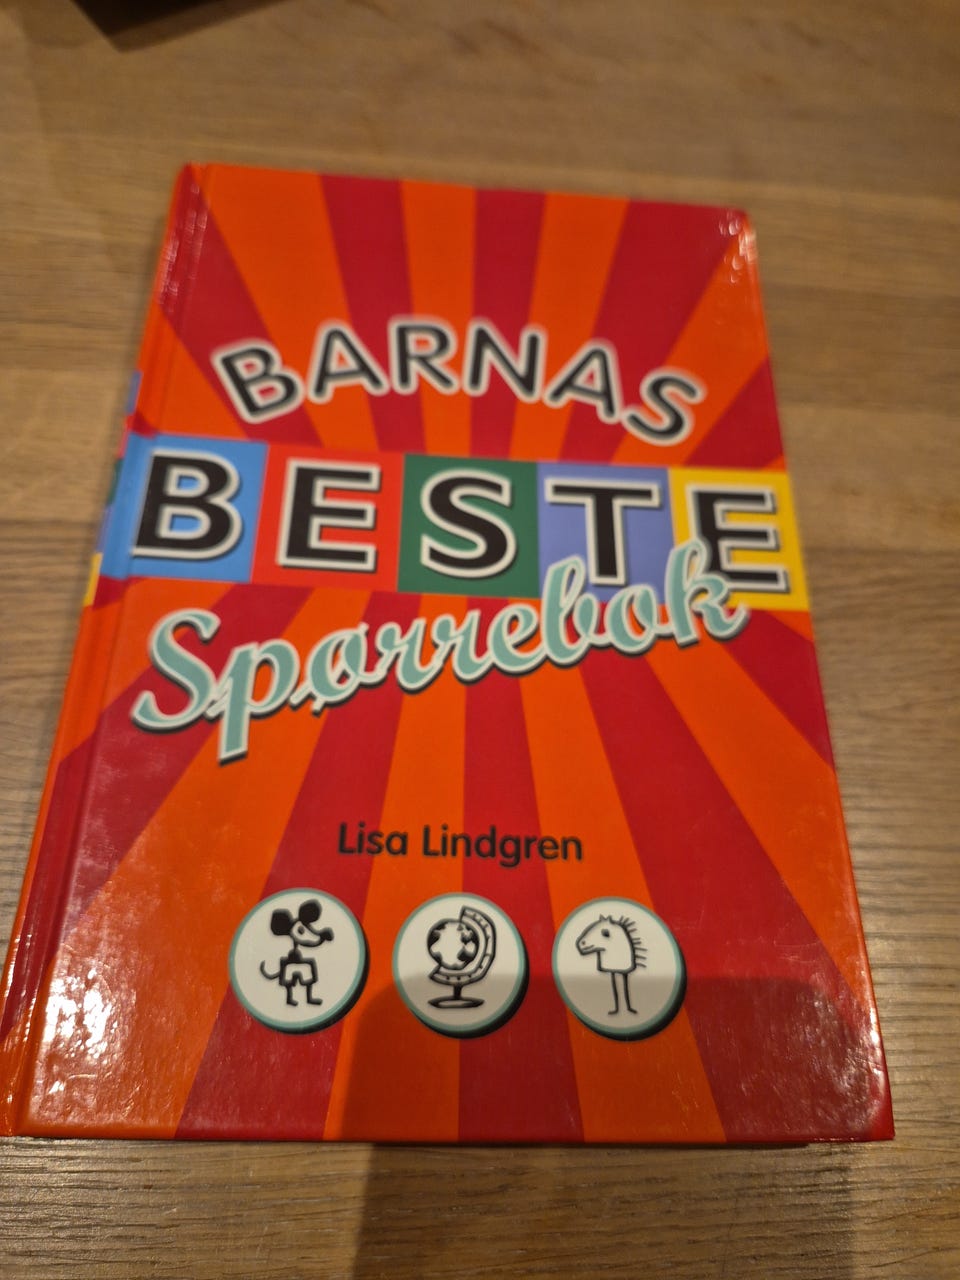 BARNAS
BESTE
Spørrebok
Lisa Lindgren